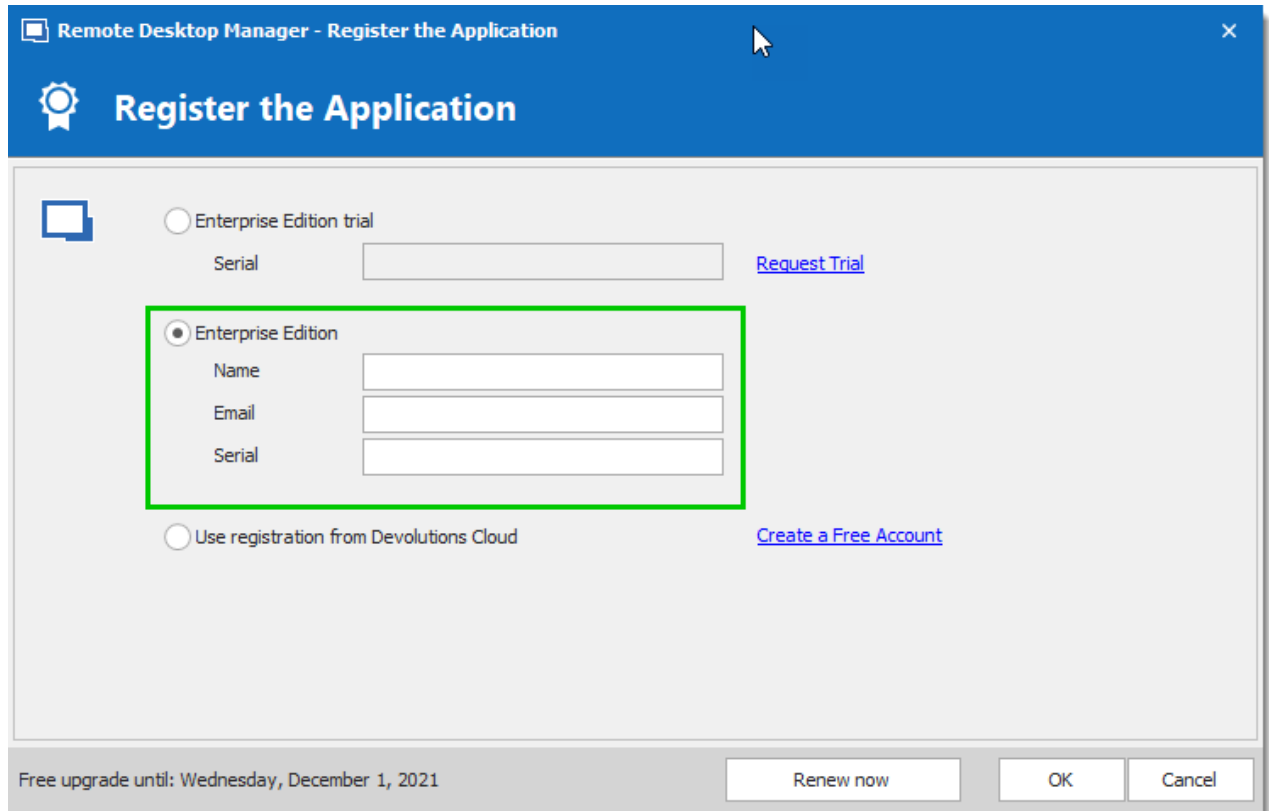 Remote Desktop Manager - Register the Application
Register the Application
Enterprise Edition trial
Serial
Request Trial
Enterprise Edition
Name
Email
Serial
Use registration from Devolutions Cloud
Create a Free Account
Free upgrade until: Wednesday, December 1, 2021
Renew now
OK
Cancel